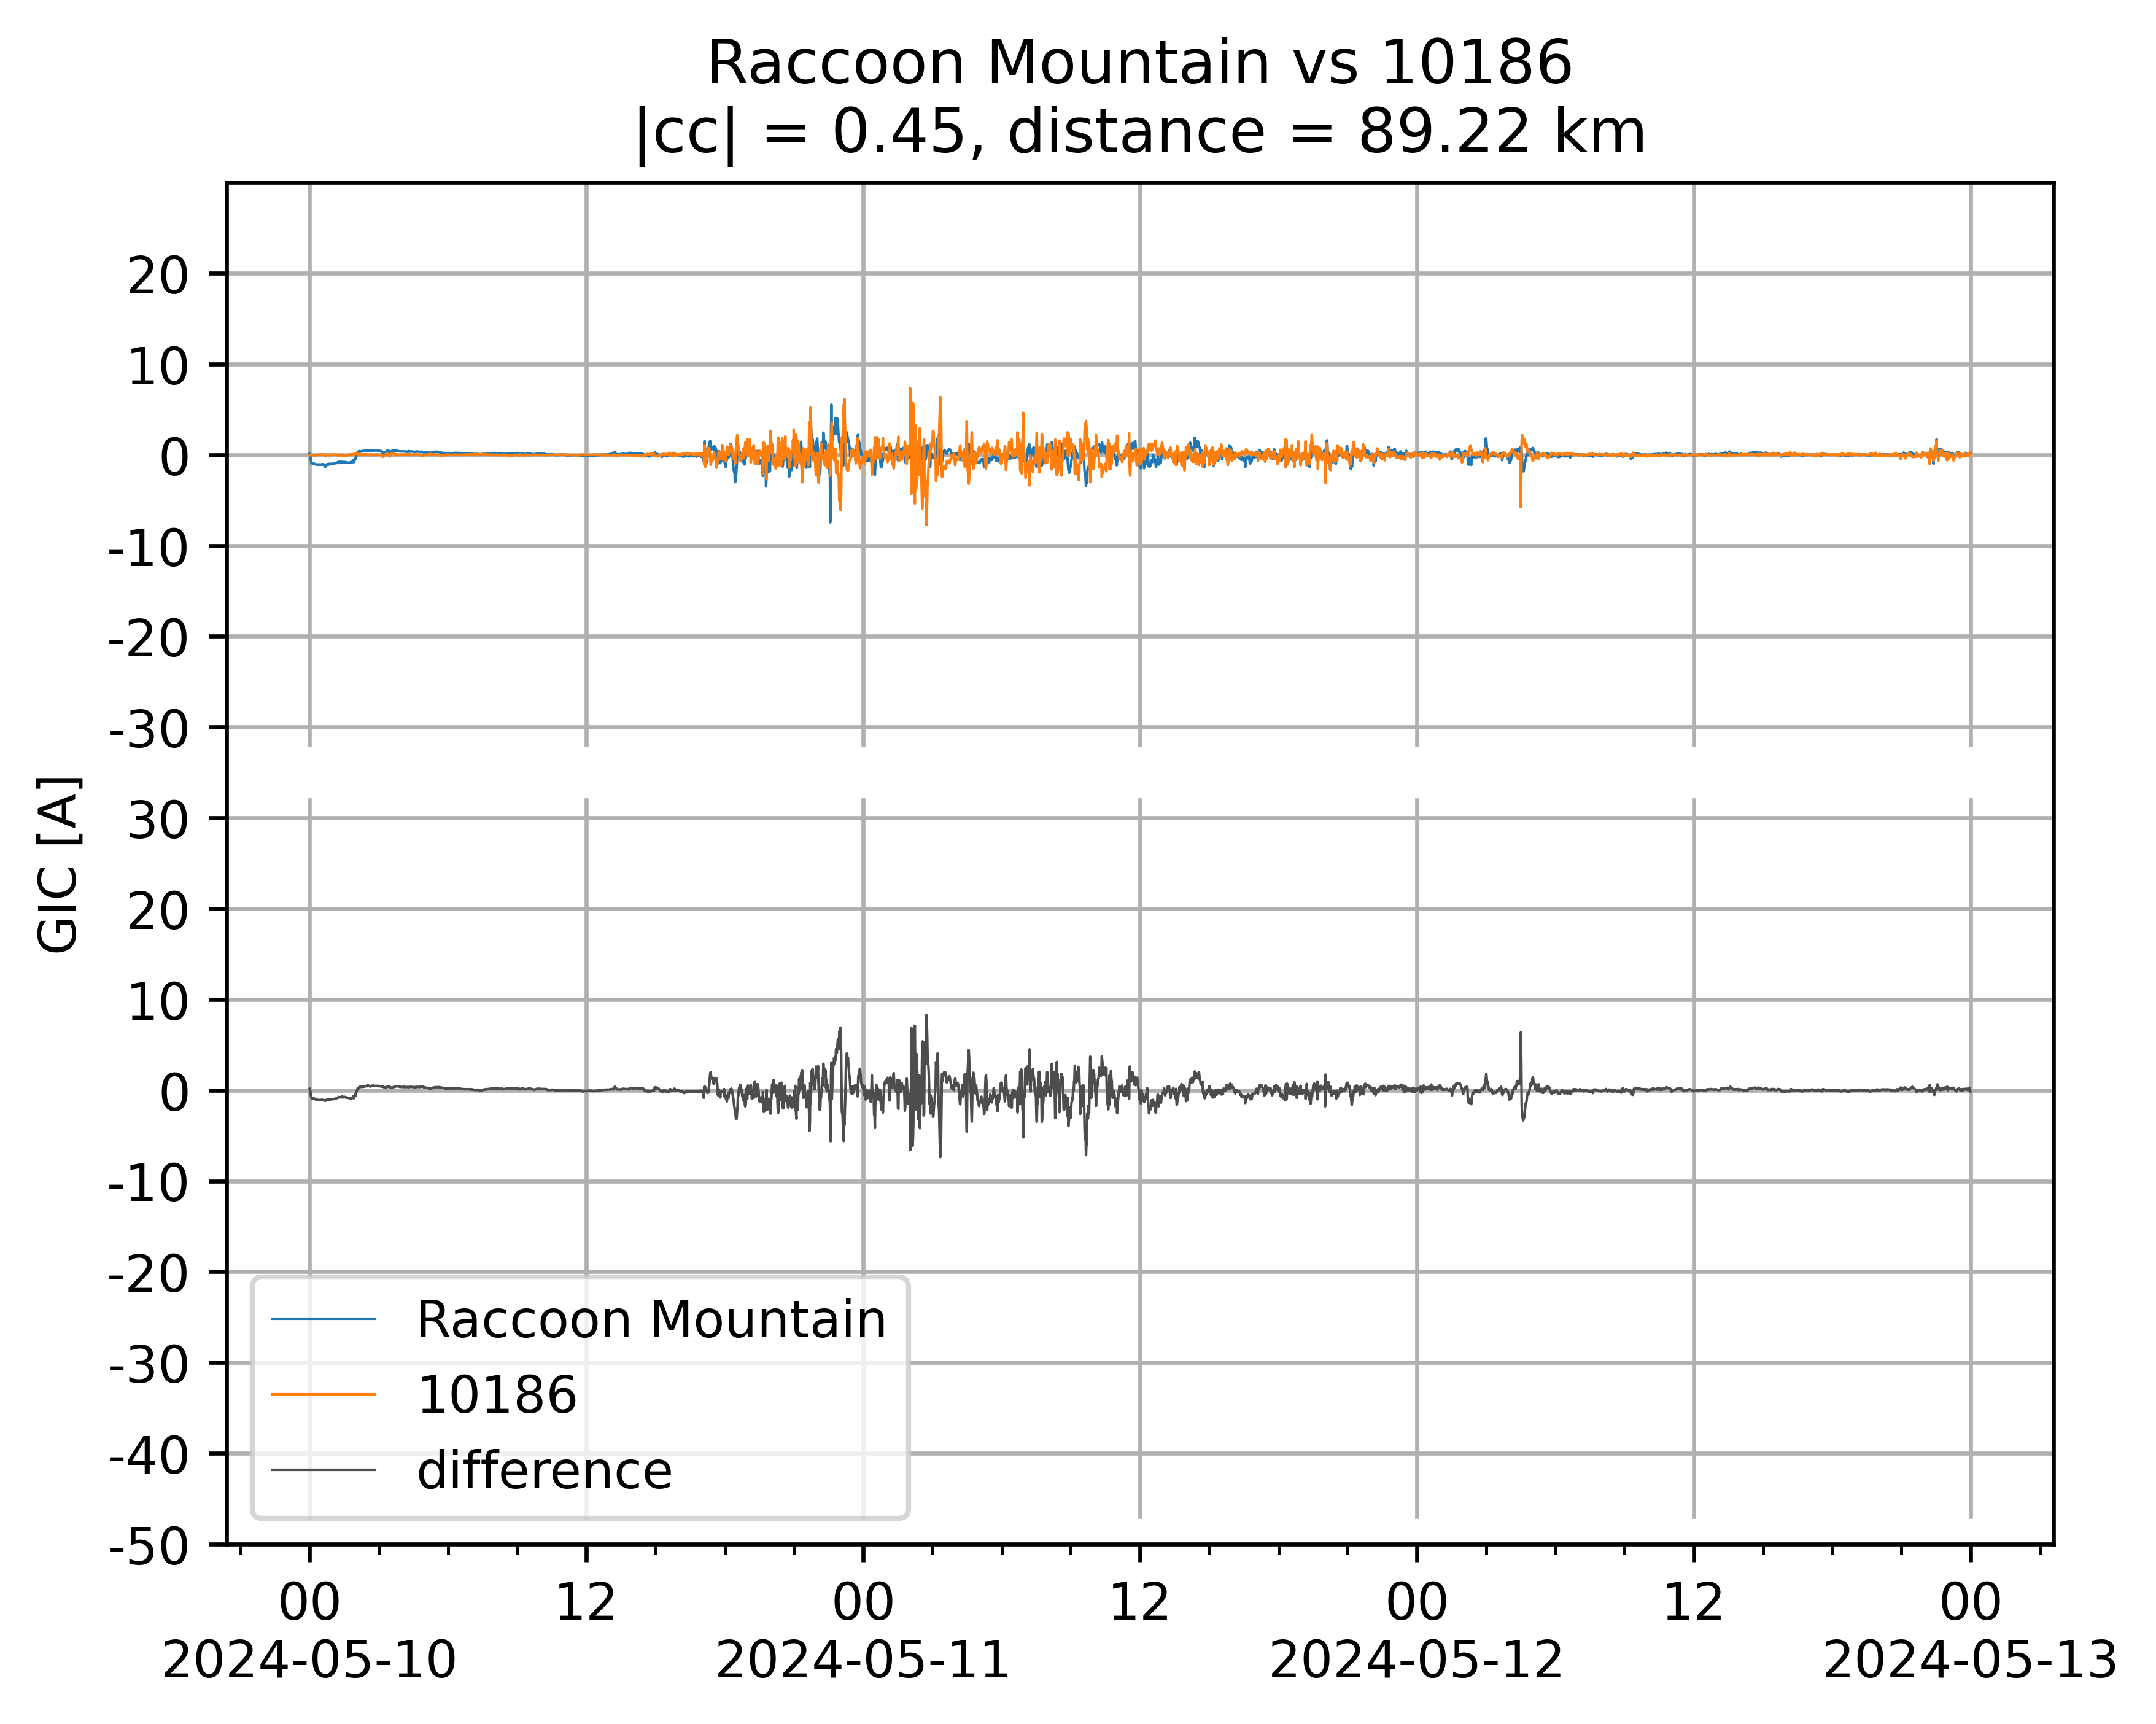 Raccoon Mountain vs 10186
|cc| = 0.45, distance = 89.22 km
GIC [A]
20
10
0
-10
-20
-30
30
20
10
0
-10
-20
-30
-40
-50
Raccoon Mountain
10186
difference
00 12 00 12 00 12 00
2024-05-10 2024-05-11 2024-05-12 2024-05-13